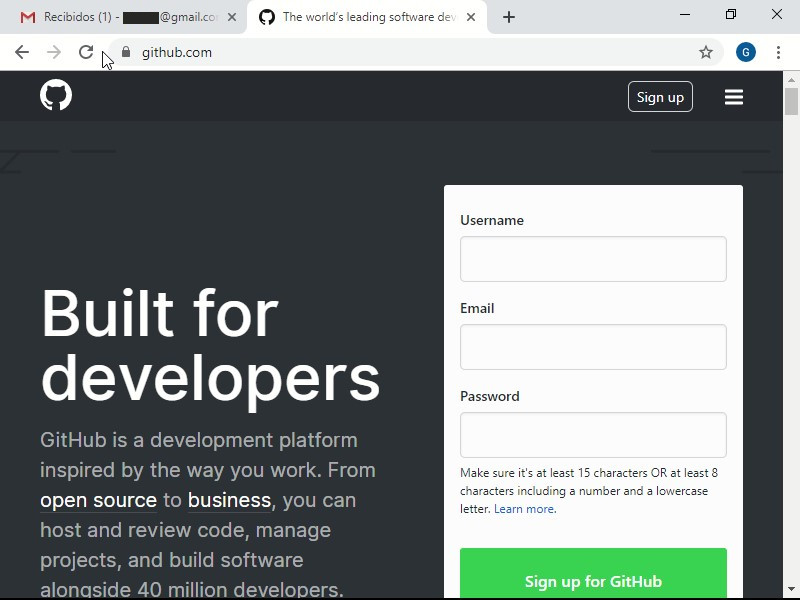 Recibidos (1) - @gmail.co
The world's leading software dev
github.com
G
Sign up
Username
Email
Built for
developers
Password
GitHub is a development platform
inspired by the way you work. From
open source to business, you can
host and review code, manage
projects, and build software
alongside 40 million developers.
Make sure it's at least 15 characters OR at least 8
characters including a number and a lowercase
letter. Learn more.
Sign up for GitHub